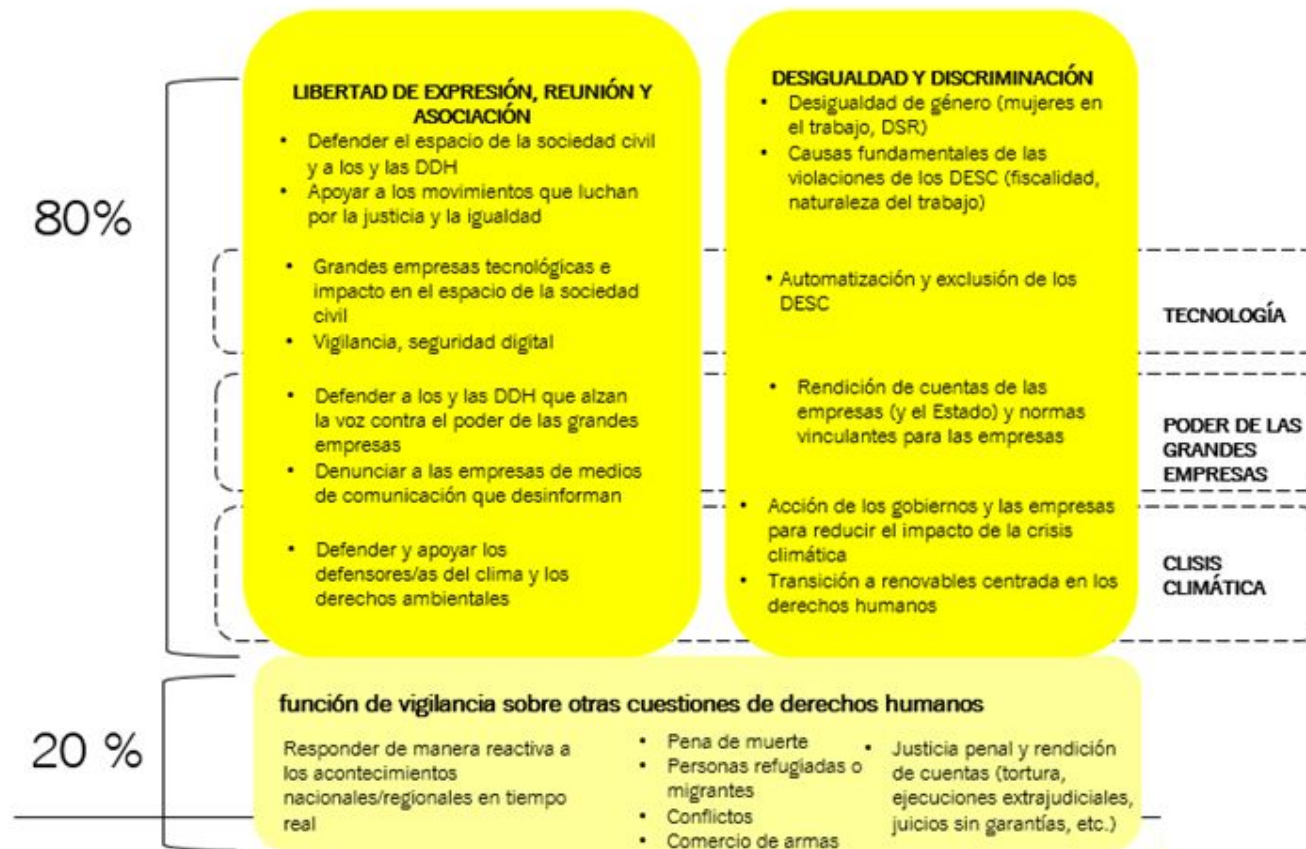 80%
LIBERTAD DE EXPRESIÓN, REUNIÓN Y
ASOCIACIÓN
• Defender el espacio de la sociedad civil
y a los y las DDH
• Apoyar a los movimientos que luchan
por la justicia y la igualdad
• Grandes empresas tecnológicas e
impacto en el espacio de la sociedad
civil
• Vigilancia, seguridad digital
• Defender a los y las DDH que alzan
la voz contra el poder de las grandes
empresas
• Denunciar a las empresas de medios
de comunicación que desinforman
• Defender y apoyar los
defensores/as del clima y los
derechos ambientales
DESIGUALDAD Y DISCRIMINACIÓN
• Desigualdad de género (mujeres en
el trabajo, DSR)
• Causas fundamentales de las
violaciones de los DESC (fiscalidad,
naturaleza del trabajo)
• Automatización y exclusión de los
DESC
• Rendición de cuentas de las
empresas (y el Estado) y normas
vinculantes para las empresas
• Acción de los gobiernos y las empresas
para reducir el impacto de la crisis
climática
• Transición a renovables centrada en los
derechos humanos
TECNOLOGÍA
PODER DE LAS
GRANDES
EMPRESAS
CLISIS
CLIMÁTICA
20 %
función de vigilancia sobre otras cuestiones de derechos humanos
Responder de manera reactiva a
los acontecimientos
nacionales/regionales en tiempo
real
• Pena de muerte
• Personas refugiadas o
migrantes
• Conflictos
• Comercio de armas
• Justicia penal y rendición
de cuentas (tortura,
ejecuciones extrajudiciales,
juicios sin garantías, etc.)